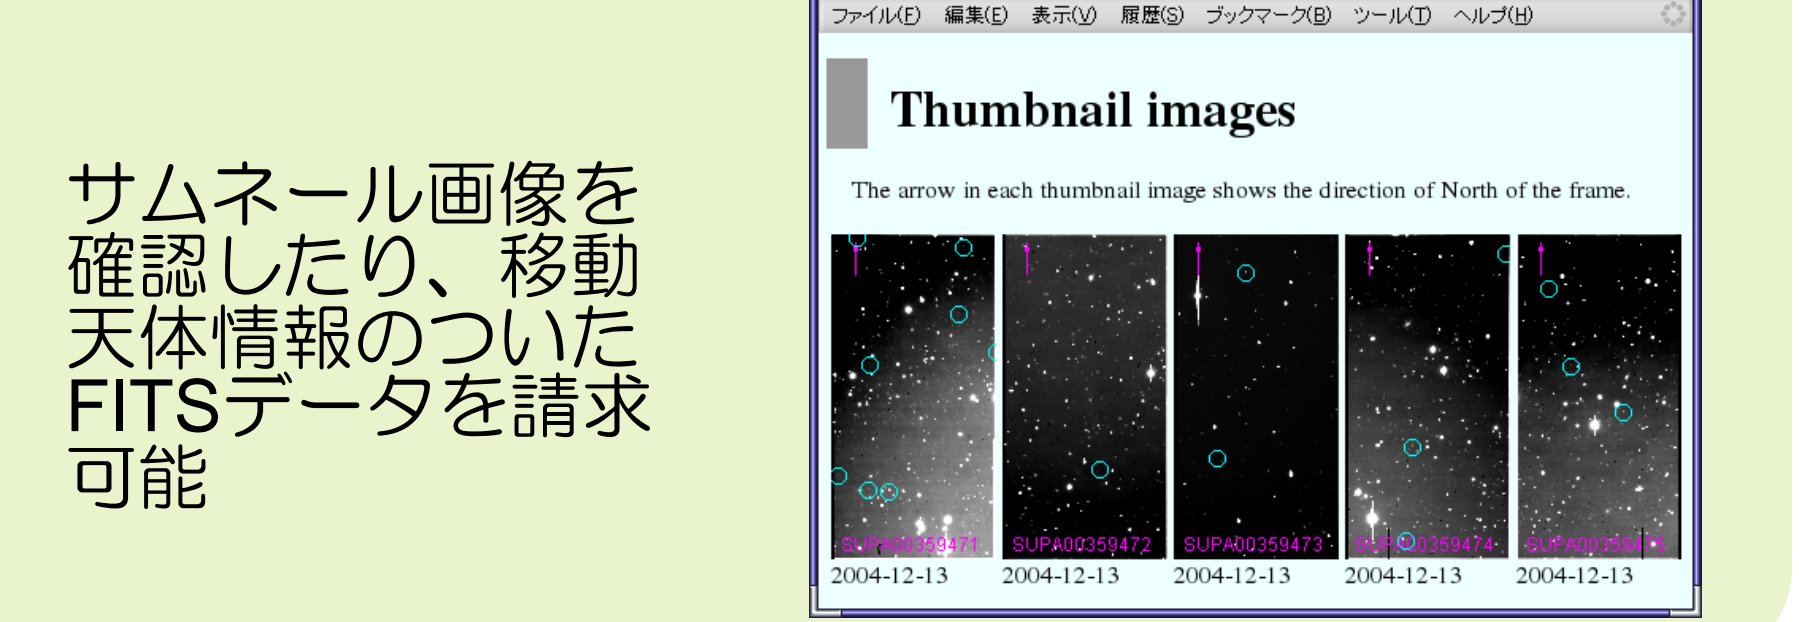 サムネール画像を
確認したり、移動
天体情報のついた
FITSデータを請求
可能
ファイル(F) 編集(E) 表示(V) 履歴(S) ブックマーク(B) ツール(T) ヘルプ(H)
Thumbnail images
The arrow in each thumbnail image shows the direction of North of the frame.
SUPA00359471 SUPA00359472 SUPA00359473 SUPA00359474 SUPA00359475
2004-12-13 2004-12-13 2004-12-13 2004-12-13 2004-12-13